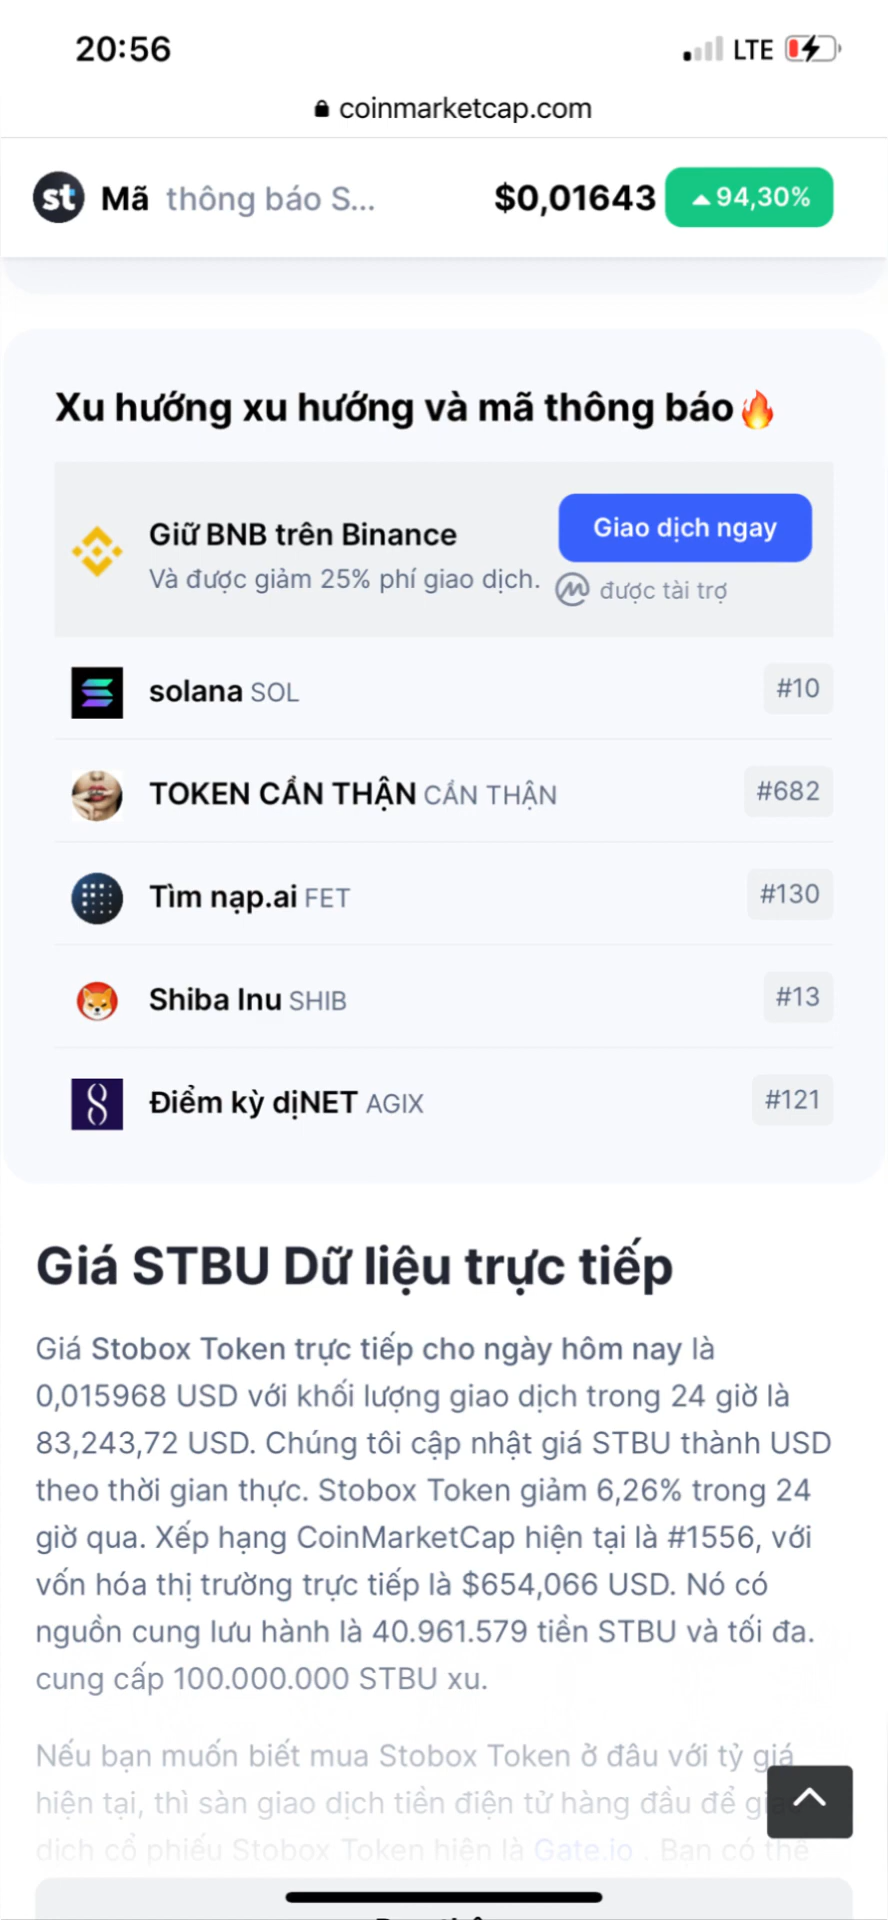 20:56
LTE
coinmarketcap.com
st Mã thông báo S... $0,01643 94,30%
Xu hướng xu hướng và mã thông báo🔥
Giữ BNB trên Binance
Giao dịch ngay
Và được giảm 25% phí giao dịch.
được tài trợ
solana SOL #10
TOKEN CẨN THẬN CẨN THẬN #682
Tìm nạp.ai FET #130
Shiba Inu SHIB #13
Điểm kỳ dịNET AGIX #121
Giá STBU Dữ liệu trực tiếp
Giá Stobox Token trực tiếp cho ngày hôm nay là
0,015968 USD với khối lượng giao dịch trong 24 giờ là
83,243,72 USD. Chúng tôi cập nhật giá STBU thành USD
theo thời gian thực. Stobox Token giảm 6,26% trong 24
giờ qua. Xếp hạng CoinMarketCap hiện tại là #1556, với
vốn hóa thị trường trực tiếp là $654,066 USD. Nó có
nguồn cung lưu hành là 40.961.579 tiền STBU và tối đa.
cung cấp 100.000.000 STBU xu.
Nếu bạn muốn biết mua Stobox Token ở đâu với tỷ giá
hiện tại, thì sàn giao dịch tiền điện tử hàng đầu để
dịch cổ phiếu Stobox Token hiện là Gate.io . Bạn có thể